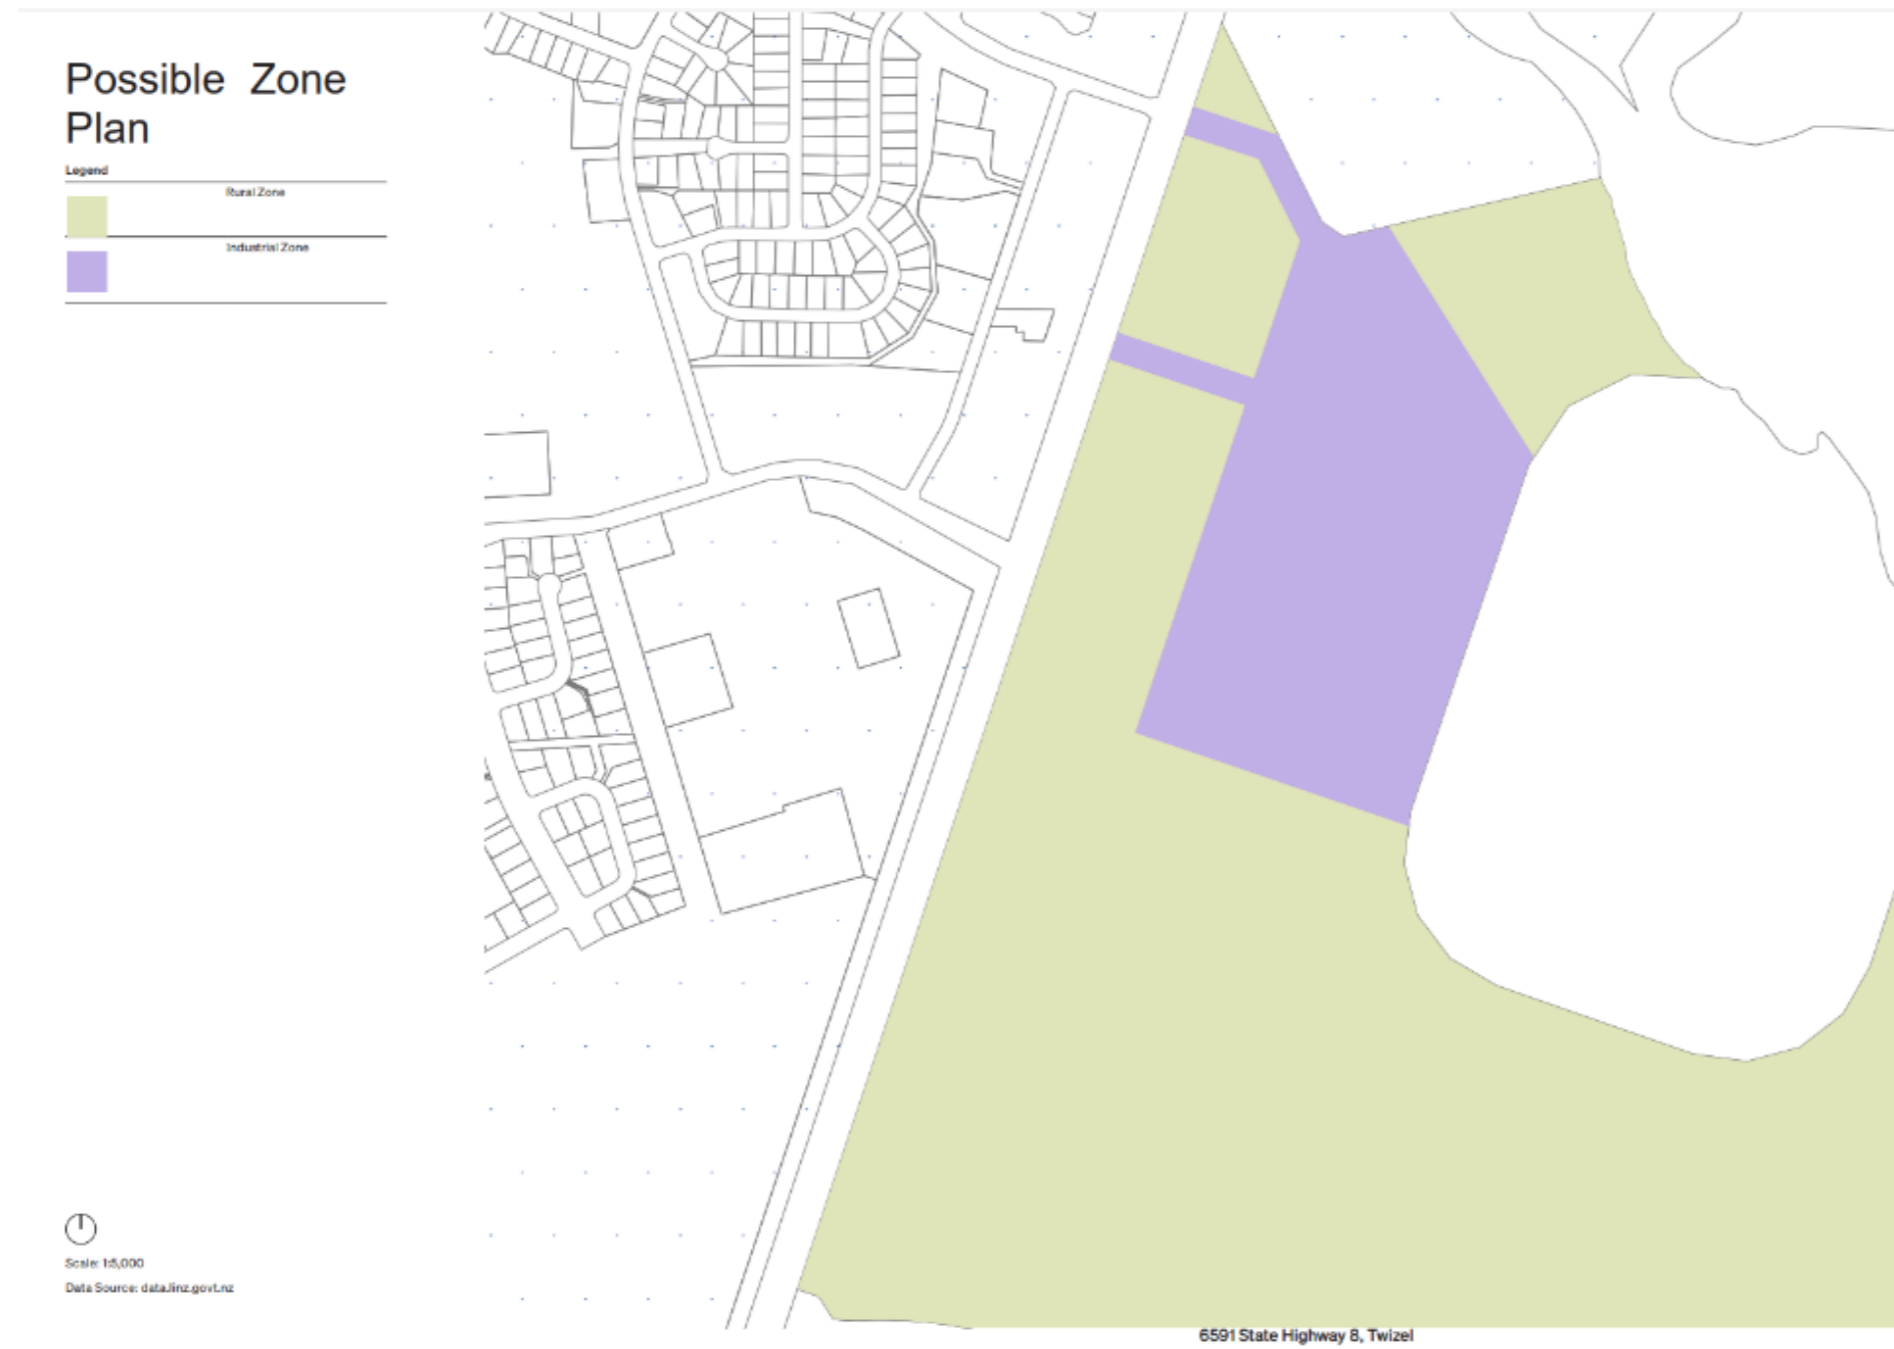 Possible Zone
Plan
Legend
Rural Zone
Industrial Zone
Scale: 1:5,000
Data Source: data.linz.govt.nz
6591 State Highway 8, Twizel